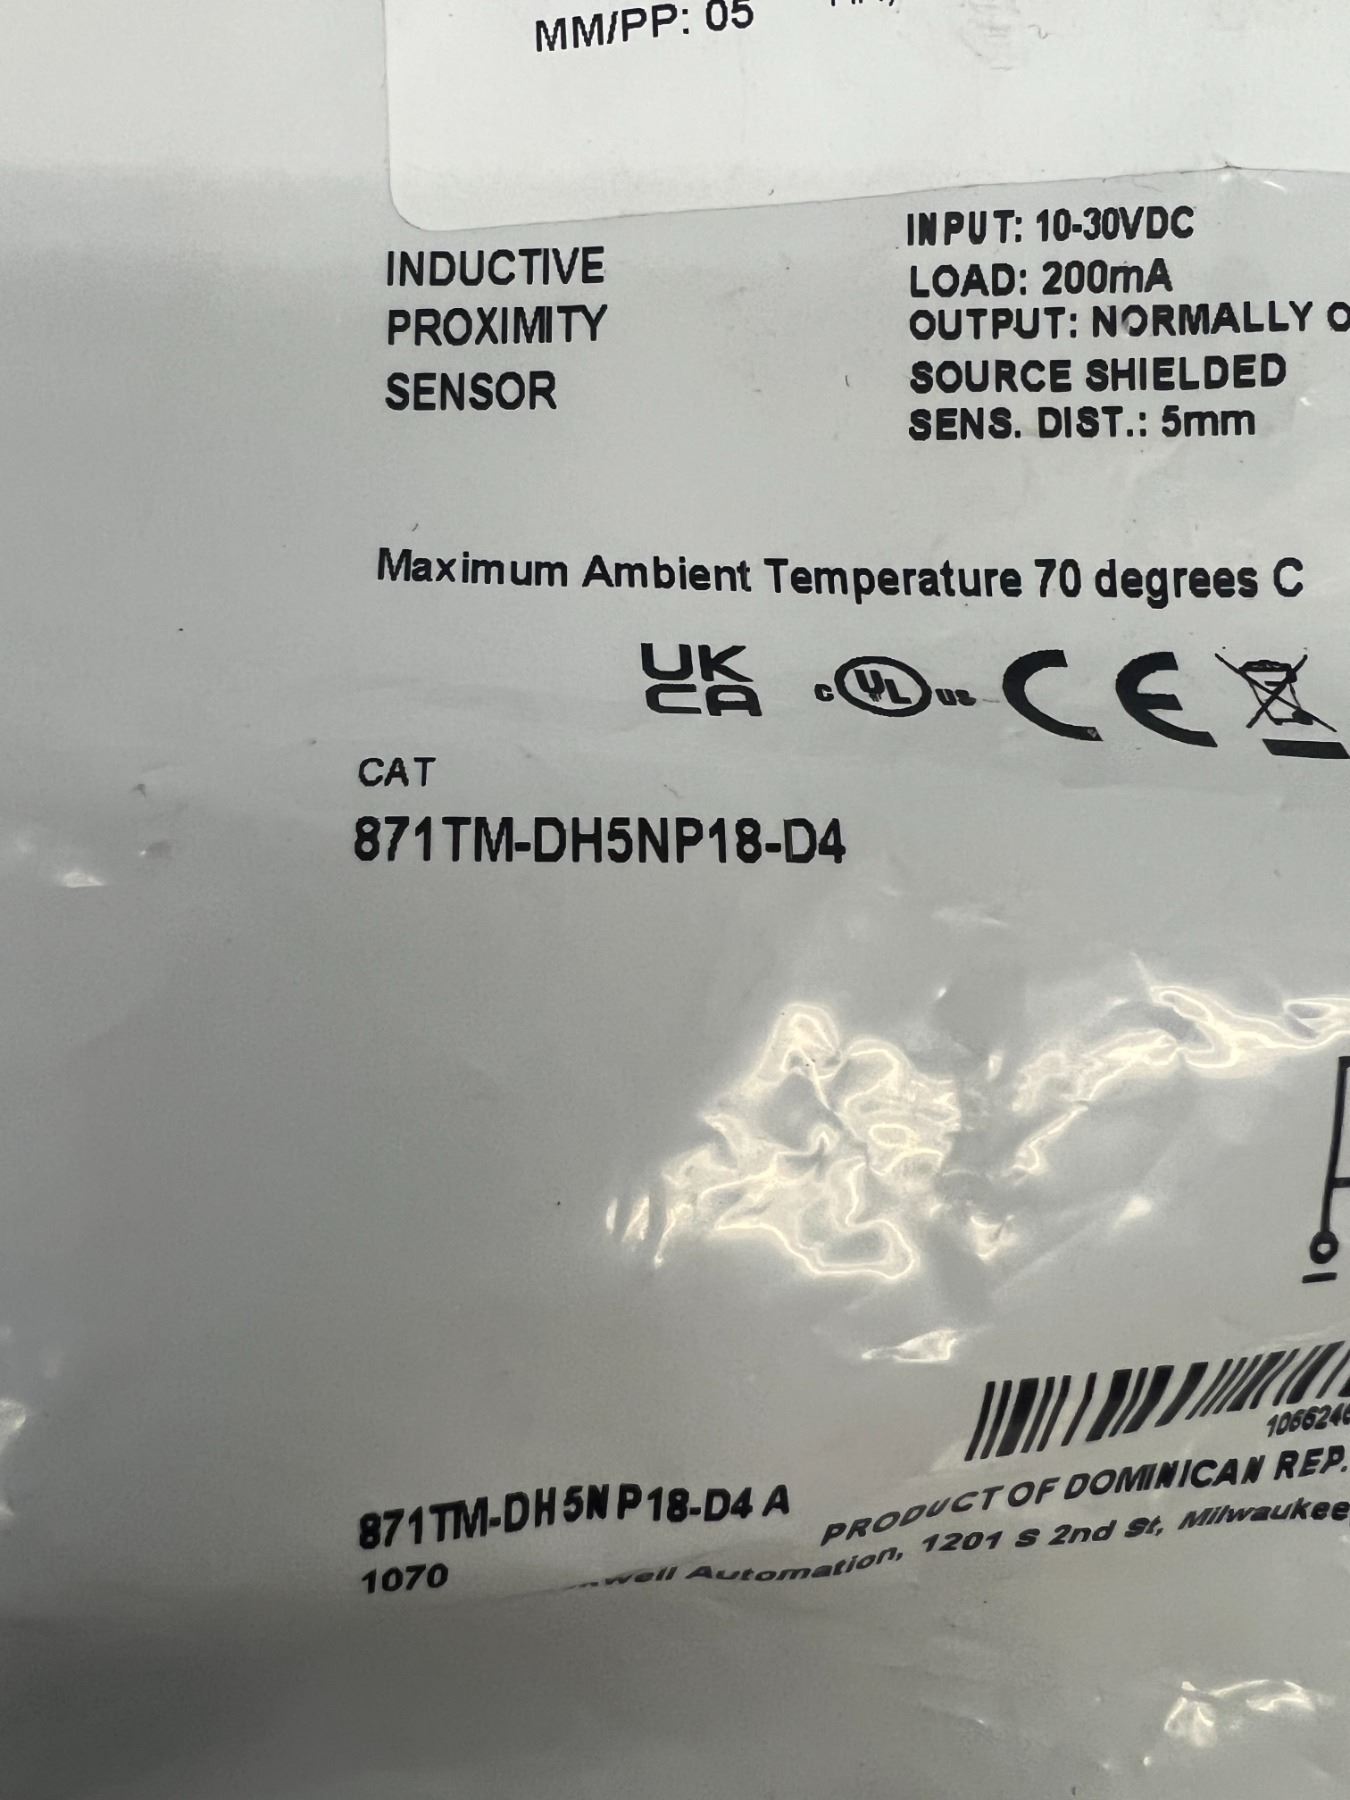 MM/PP: 05
INDUCTIVE
PROXIMITY
SENSOR
INPUT: 10-30VDC
LOAD: 200mA
OUTPUT: NORMALLY O
SOURCE SHIELDED
SENS. DIST.: 5mm
Maximum Ambient Temperature 70 degrees C
UK
CA
c UL us CE
CAT
871TM-DH5NP18-D4
871TM-DH5NP18-D4 A
1070
PRODUCT OF DOMINICAN REP.
Automation, 1201 S 2nd St, Milwaukee